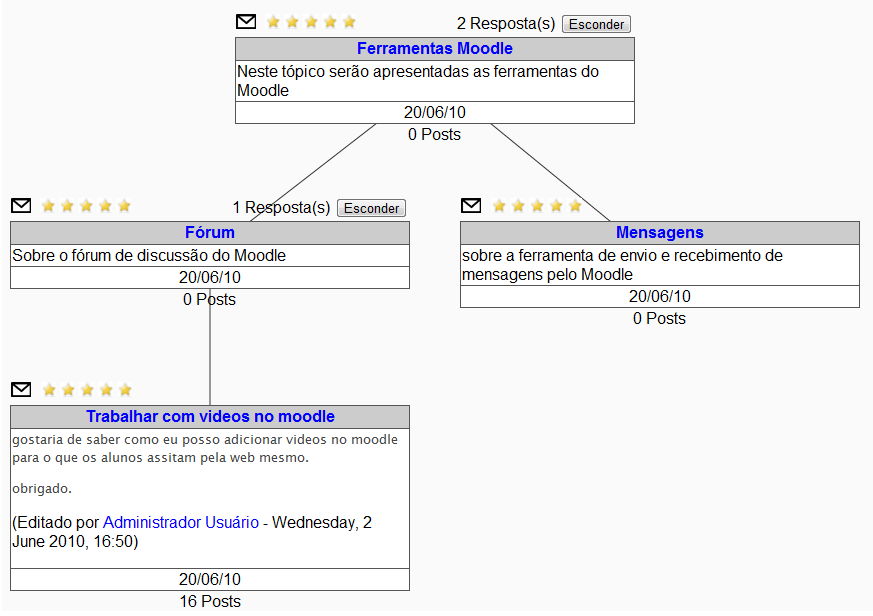 2 Resposta(s) Esconder
Ferramentas Moodle
Neste tópico serão apresentadas as ferramentas do
Moodle
20/06/10
0 Posts
1 Resposta(s) Esconder
Fórum
Sobre o fórum de discussão do Moodle
20/06/10
0 Posts
Mensagens
sobre a ferramenta de envio e recebimento de
mensagens pelo Moodle
20/06/10
0 Posts
Trabalhar com videos no moodle
gostaria de saber como eu posso adicionar videos no moodle
para o que os alunos assitam pela web mesmo.
obrigado.
(Editado por Administrador Usuário - Wednesday, 2
June 2010, 16:50)
20/06/10
16 Posts